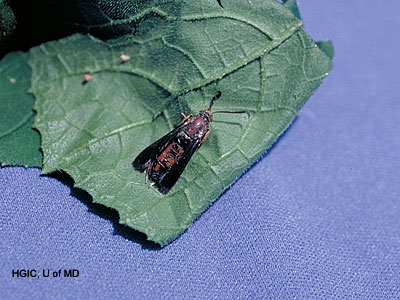 HGIC, U of MD